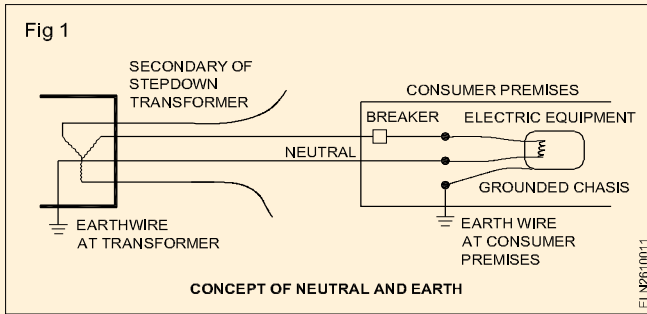 Fig 1
SECONDARY OF
STEPDOWN
TRANSFORMER
CONSUMER PREMISES
BREAKER
ELECTRIC EQUIPMENT
NEUTRAL
GROUNDED CHASIS
EARTHWIRE
AT TRANSFORMER
EARTH WIRE
AT CONSUMER
PREMISES
CONCEPT OF NEUTRAL AND EARTH
ELN2610011